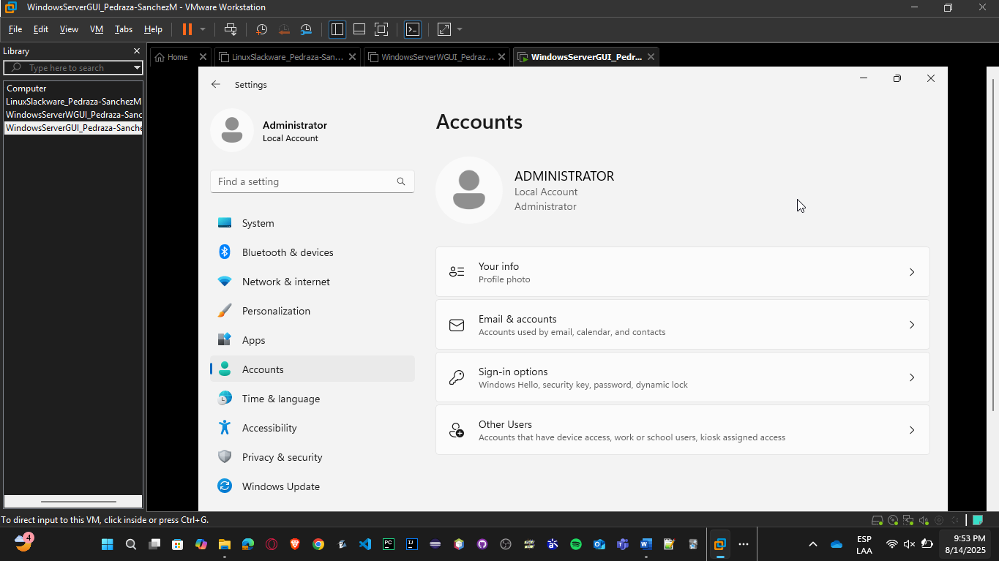 WindowsServerGUI_Pedraza-SanchezM - VMware Workstation
File Edit View VM Tabs Help
Library
Type here to search
Computer
LinuxSlackware_Pedraza-SanchezM
WindowsServerWGUI_Pedraza-Sanc
WindowsServerGUI_Pedraza-Sanche
Home
LinuxSlackware_Pedraza-San...
WindowsServerWGUI_Pedraz...
WindowsServerGUI_Pedr...
Settings
Administrator
Local Account
Find a setting
System
Bluetooth & devices
Network & internet
Personalization
Apps
Accounts
Time & language
Accessibility
Privacy & security
Windows Update
Accounts
ADMINISTRATOR
Local Account
Administrator
Your info
Profile photo
Email & accounts
Accounts used by email, calendar, and contacts
Sign-in options
Windows Hello, security key, password, dynamic lock
Other Users
Accounts that have device access, work or school users, kiosk assigned access
To direct input to this VM, click inside or press Ctrl+G.
4
PC
IJ
ESP
LAA
9:53 PM
8/14/2025